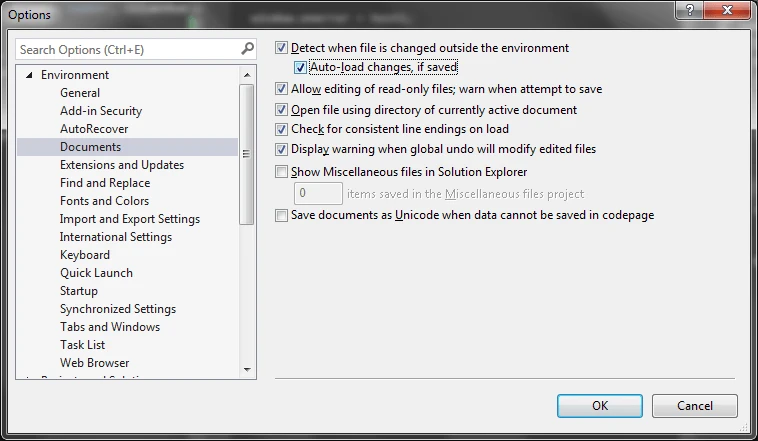 Options
Search Options (Ctrl+E)
Environment
General
Add-in Security
AutoRecover
Documents
Extensions and Updates
Find and Replace
Fonts and Colors
Import and Export Settings
International Settings
Keyboard
Quick Launch
Startup
Synchronized Settings
Tabs and Windows
Task List
Web Browser
Detect when file is changed outside the environment
Auto-load changes, if saved
Allow editing of read-only files; warn when attempt to save
Open file using directory of currently active document
Check for consistent line endings on load
Display warning when global undo will modify edited files
Show Miscellaneous files in Solution Explorer
0 items saved in the Miscellaneous files project
Save documents as Unicode when data cannot be saved in codepage
OK
Cancel